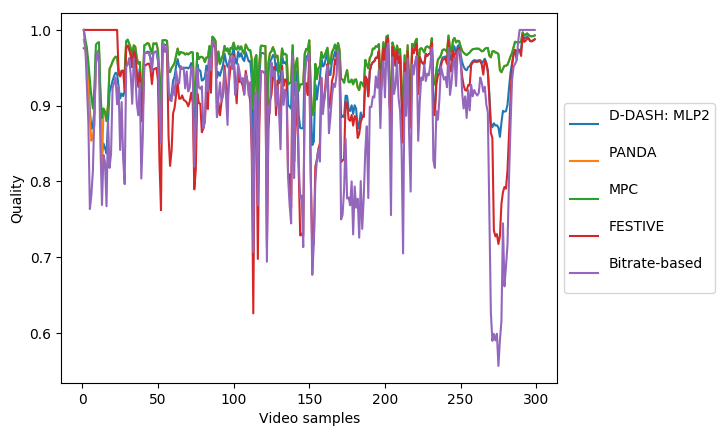 1.0
0.9
0.8
0.7
0.6
Quality
0
50
100
150
200
250
300
Video samples
D-DASH: MLP2
PANDA
MPC
FESTIVE
Bitrate-based